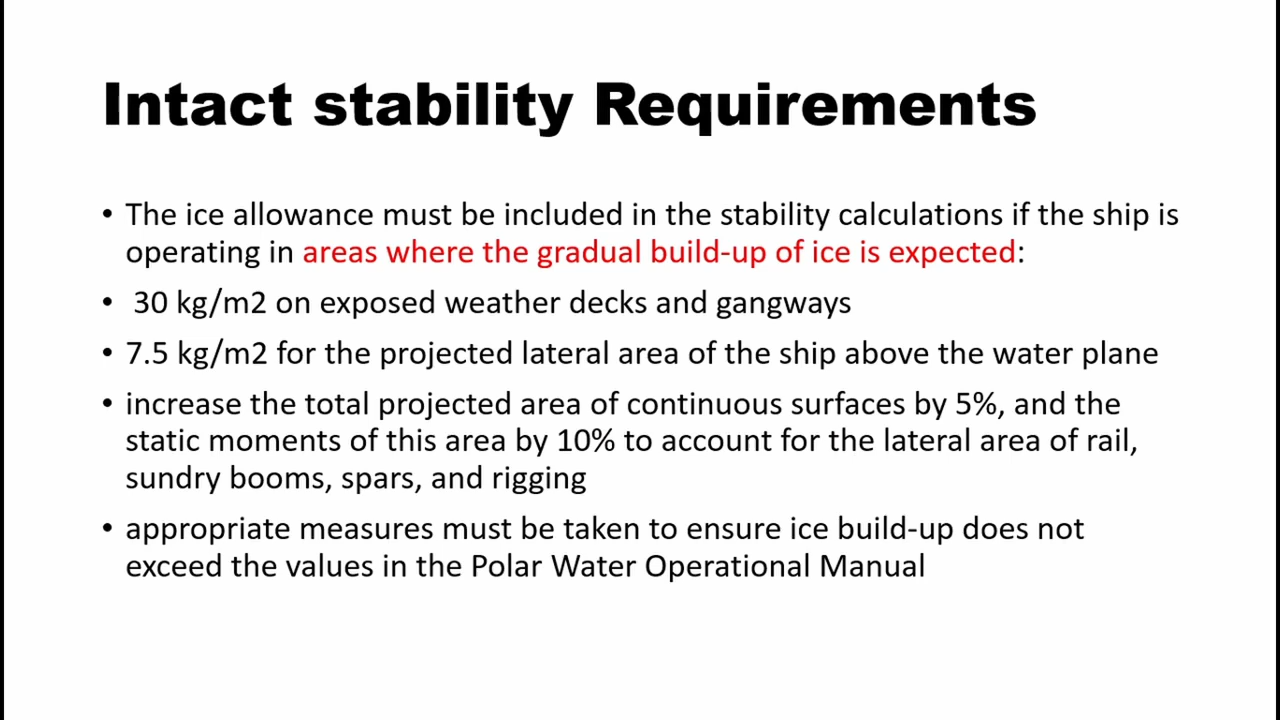 Intact stability Requirements
• The ice allowance must be included in the stability calculations if the ship is
operating in areas where the gradual build-up of ice is expected:
• 30 kg/m2 on exposed weather decks and gangways
• 7.5 kg/m2 for the projected lateral area of the ship above the water plane
• increase the total projected area of continuous surfaces by 5%, and the
static moments of this area by 10% to account for the lateral area of rail,
sundry booms, spars, and rigging
• appropriate measures must be taken to ensure ice build-up does not
exceed the values in the Polar Water Operational Manual